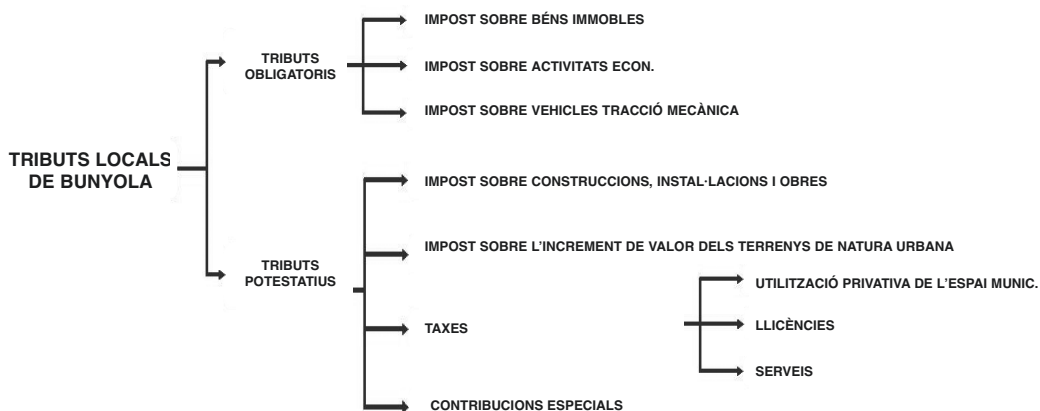 TRIBUTS LOCALS
DE BUNYOLA
TRIBUTS
OBLIGATORIS
IMPOST SOBRE BÉNS IMMOBLES
IMPOST SOBRE ACTIVITATS ECON.
IMPOST SOBRE VEHICLES TRACCIÓ MECÀNICA
TRIBUTS
POTESTATIUS
IMPOST SOBRE CONSTRUCCIONS, INSTAL·LACIONS I OBRES
IMPOST SOBRE L'INCREMENT DE VALOR DELS TERRENYS DE NATURA URBANA
TAXES
UTILITZACIÓ PRIVATIVA DE L'ESPAI MUNIC.
LLICÈNCIES
SERVEIS
CONTRIBUCIONS ESPECIALS